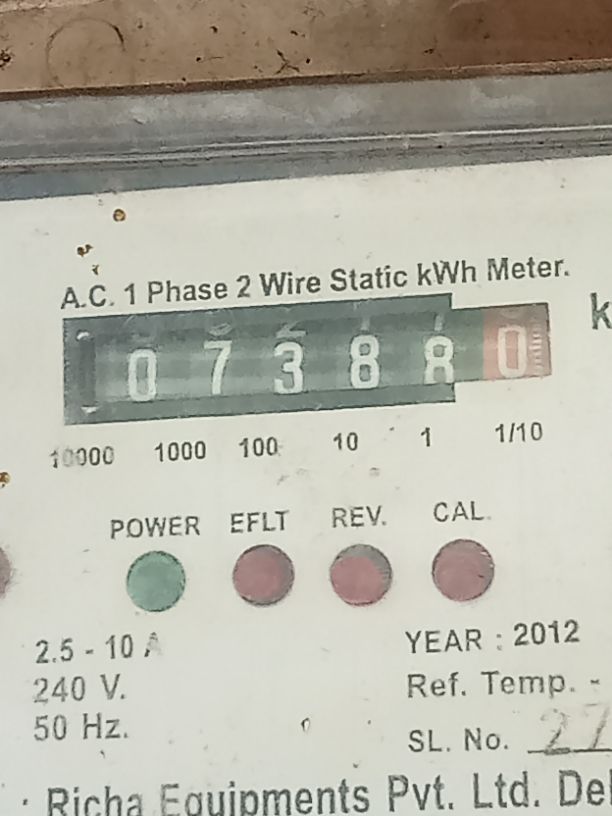 A.C. 1 Phase 2 Wire Static kWh Meter.
k
0 7 3 8 8 0
10000 1000 100 10 1 1/10
POWER EFLT REV. CAL.
2.5 - 10 A
YEAR : 2012
240 V.
Ref. Temp. -
50 Hz.
SL. No. 27
Richa Equipments Pvt. Ltd. Del